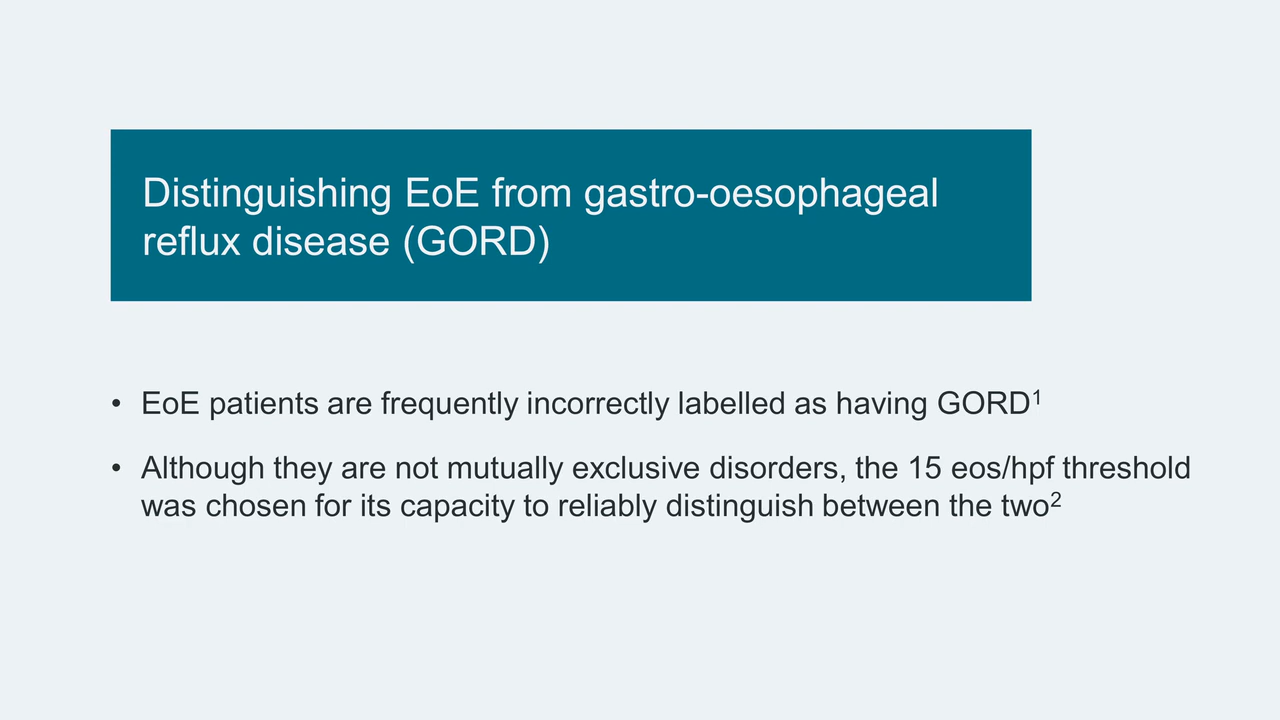 Distinguishing EoE from gastro-oesophageal
reflux disease (GORD)
• EoE patients are frequently incorrectly labelled as having GORD¹
• Although they are not mutually exclusive disorders, the 15 eos/hpf threshold
was chosen for its capacity to reliably distinguish between the two²